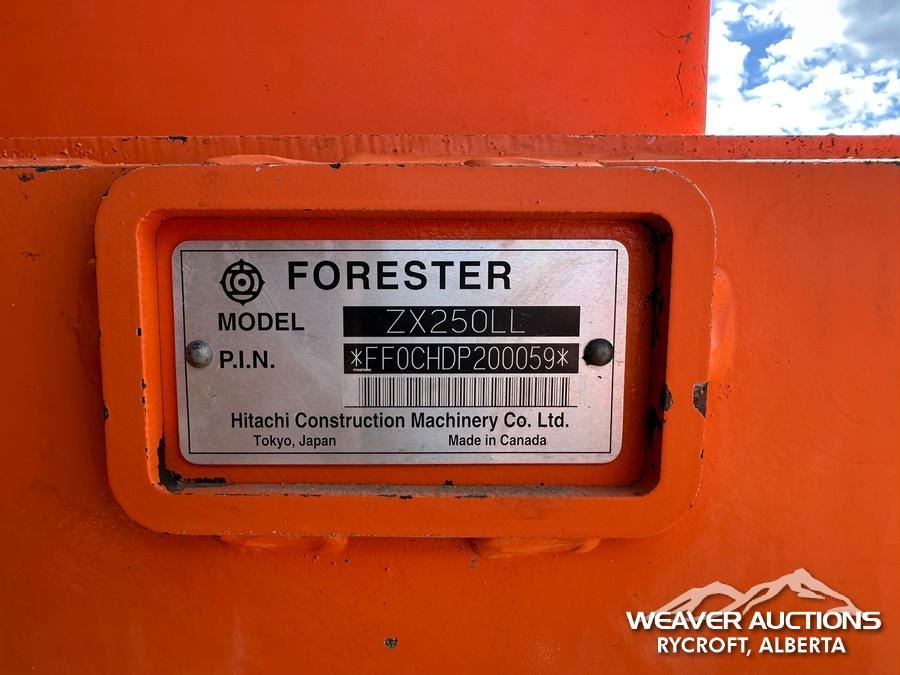 FORESTER
MODEL ZX250LL
P.I.N. *FF0CHDP200059*
Hitachi Construction Machinery Co. Ltd.
Tokyo, Japan Made in Canada
WEAVER AUCTIONS
RYCROFT, ALBERTA